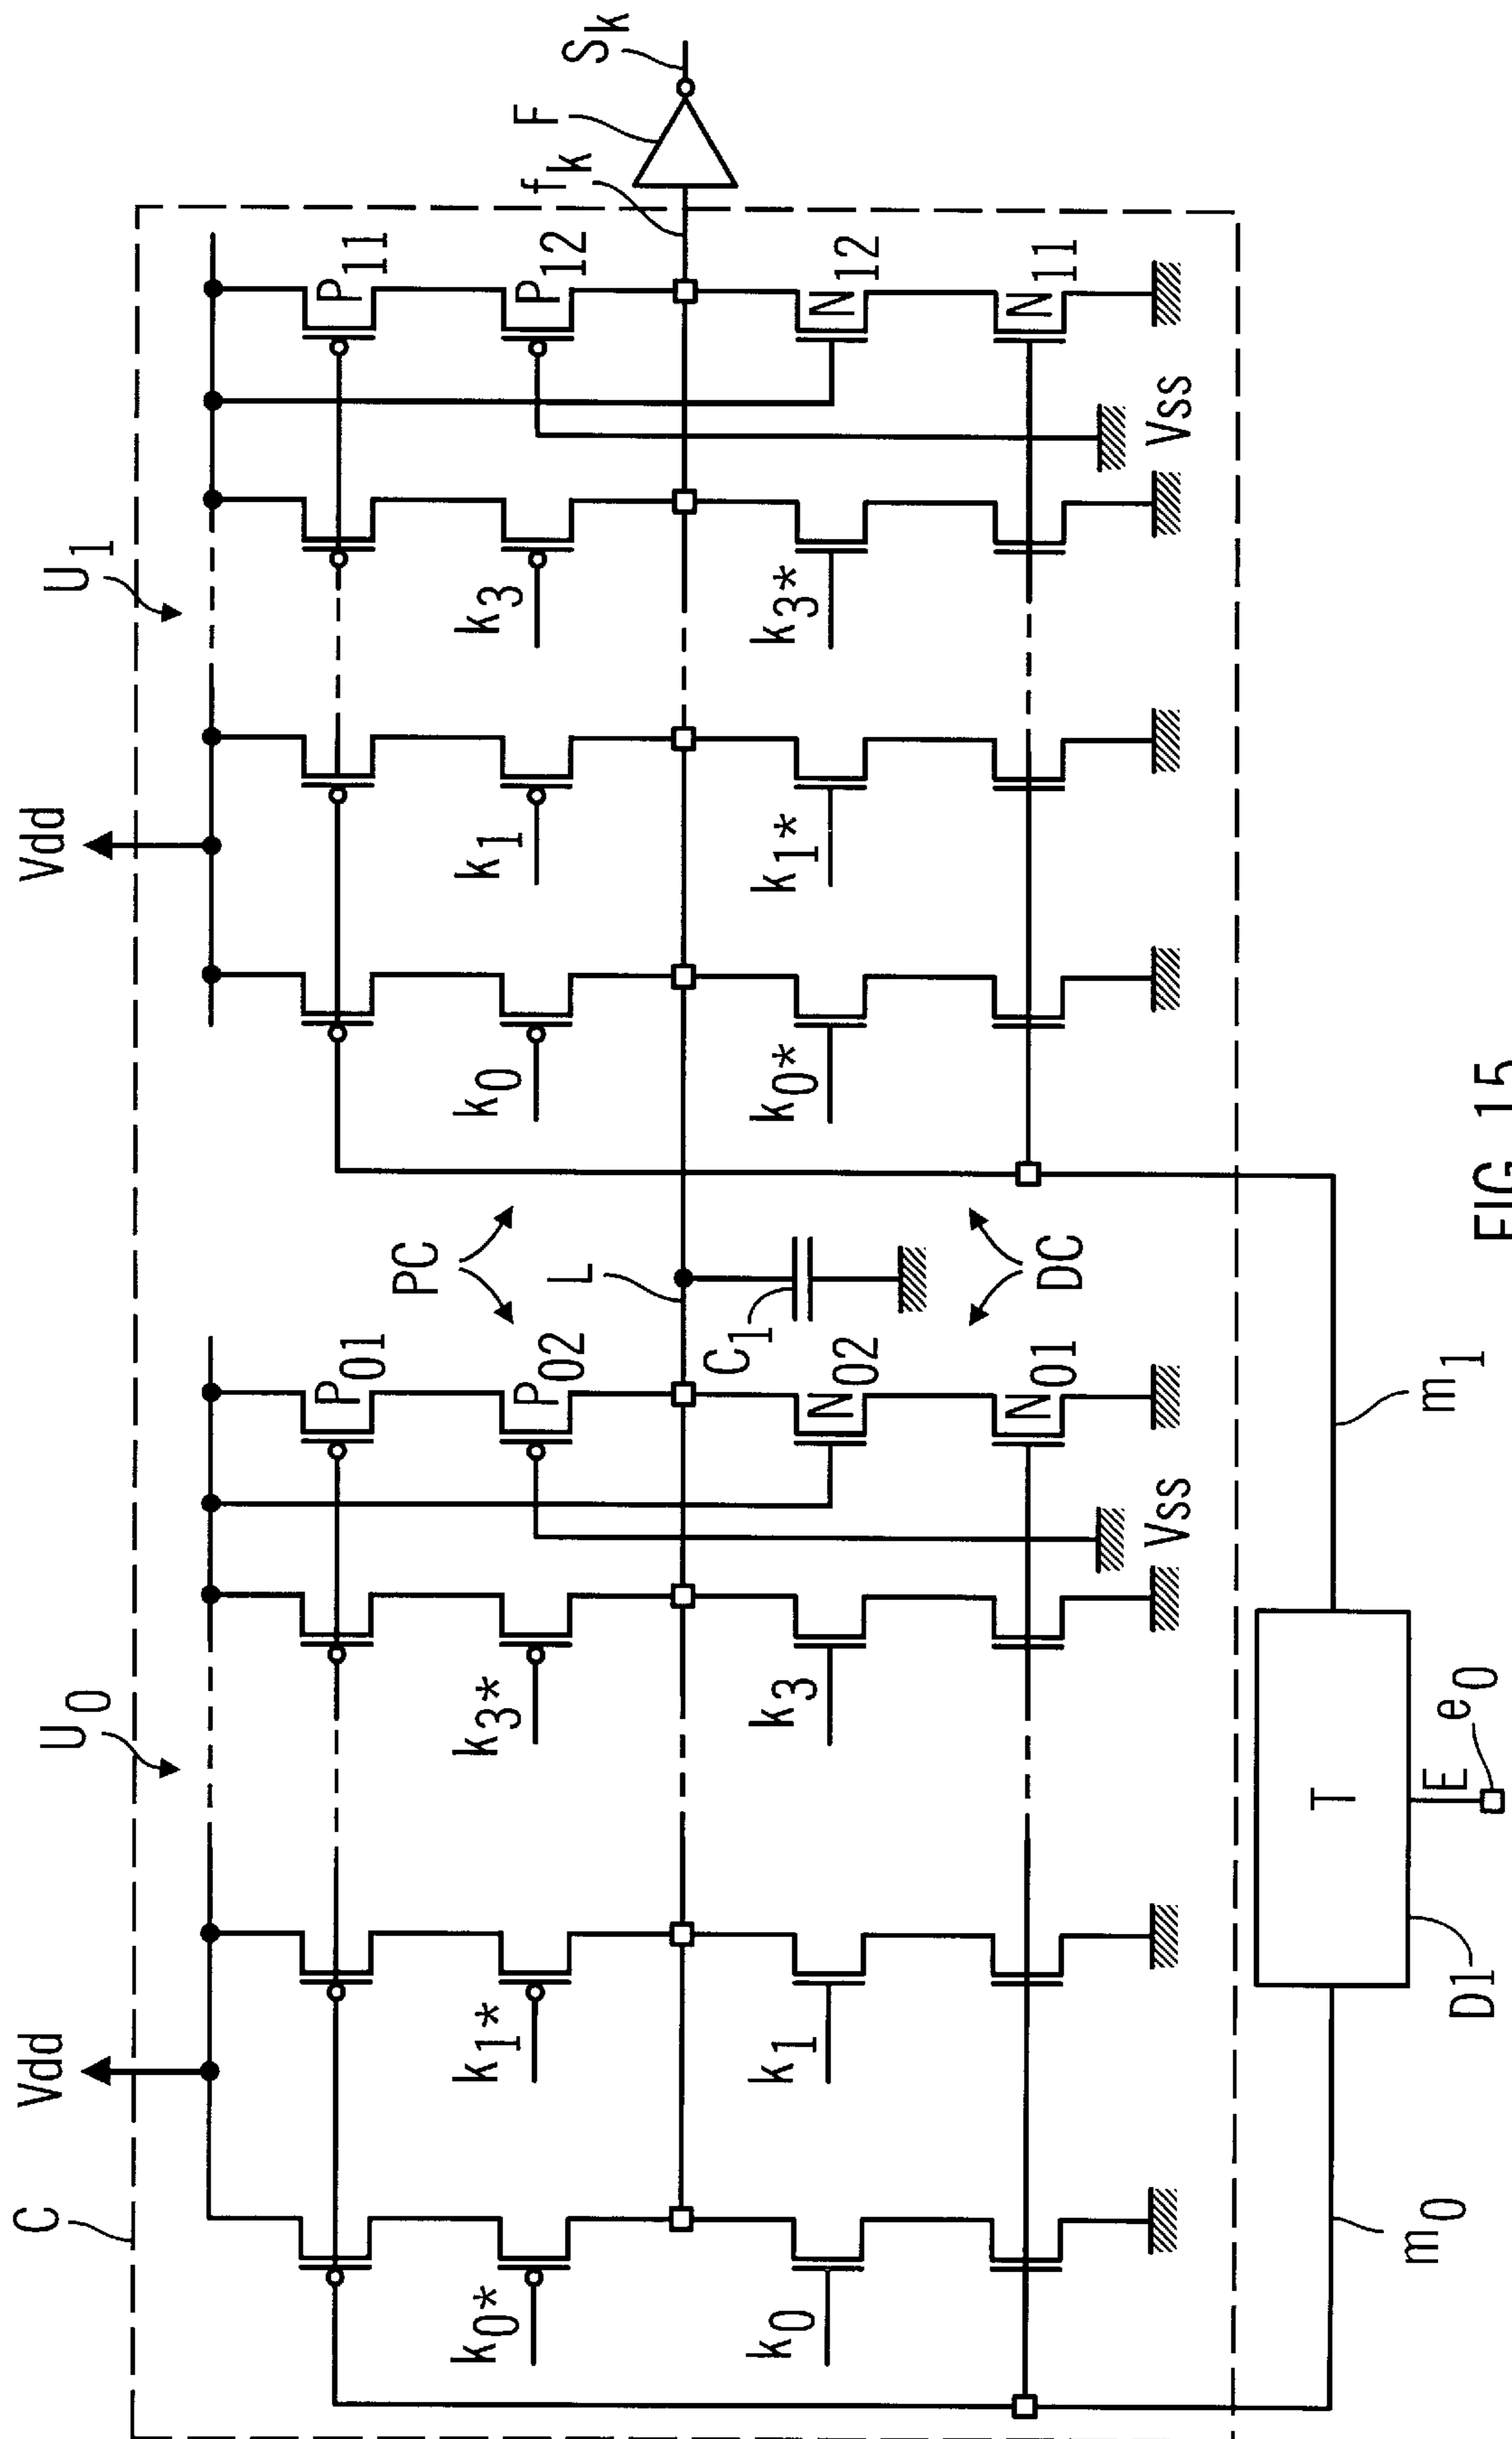 C
Vdd
U0
Vdd
U1
P01
P11
k0*
k1*
k3*
P02
PC
k0
k1
k3
P12
L
fk
F
Sk
k0
k1
k3
N02
C1
k0*
k1*
k3*
N12
N01
DC
N11
Vss
Vss
m0
T
m1
D1
E
e0
FIG.15